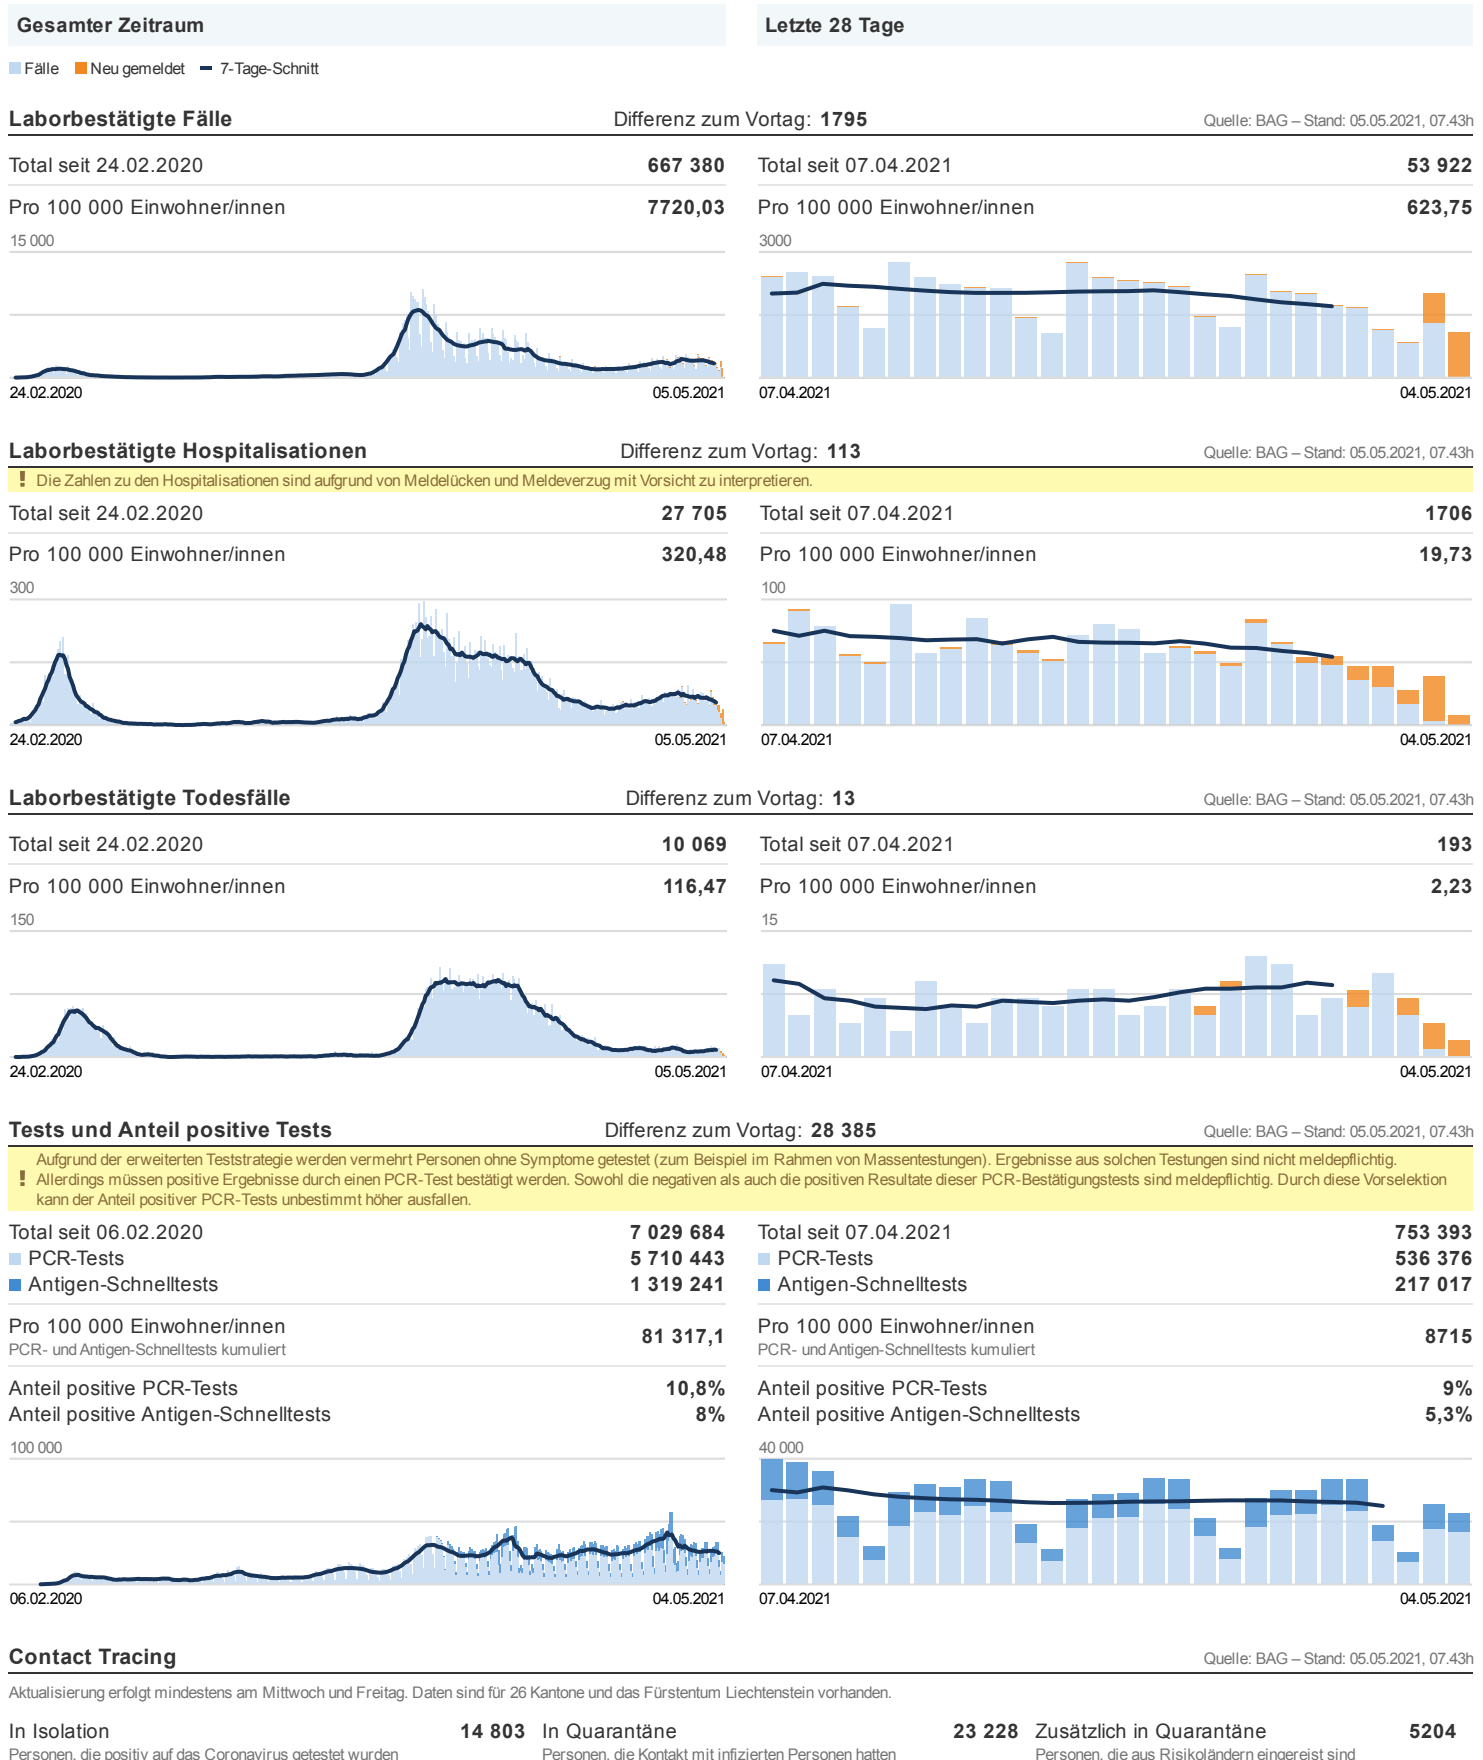 Gesamter Zeitraum
Letzte 28 Tage
Fälle Neu gemeldet 7-Tage-Schnitt
Laborbestätigte Fälle Differenz zum Vortag: 1795 Quelle: BAG – Stand: 05.05.2021, 07.43h
Total seit 24.02.2020 667 380
Total seit 07.04.2021 53 922
Pro 100 000 Einwohner/innen 7720,03
Pro 100 000 Einwohner/innen 623,75
15 000
3000
24.02.2020 05.05.2021
07.04.2021 04.05.2021
Laborbestätigte Hospitalisationen Differenz zum Vortag: 113 Quelle: BAG – Stand: 05.05.2021, 07.43h
! Die Zahlen zu den Hospitalisationen sind aufgrund von Meldelücken und Meldeverzug mit Vorsicht zu interpretieren.
Total seit 24.02.2020 27 705
Total seit 07.04.2021 1706
Pro 100 000 Einwohner/innen 320,48
Pro 100 000 Einwohner/innen 19,73
300
100
24.02.2020 05.05.2021
07.04.2021 04.05.2021
Laborbestätigte Todesfälle Differenz zum Vortag: 13 Quelle: BAG – Stand: 05.05.2021, 07.43h
Total seit 24.02.2020 10 069
Total seit 07.04.2021 193
Pro 100 000 Einwohner/innen 116,47
Pro 100 000 Einwohner/innen 2,23
150
15
24.02.2020 05.05.2021
07.04.2021 04.05.2021
Tests und Anteil positive Tests Differenz zum Vortag: 28 385 Quelle: BAG – Stand: 05.05.2021, 07.43h
Aufgrund der erweiterten Teststrategie werden vermehrt Personen ohne Symptome getestet (zum Beispiel im Rahmen von Massentestungen). Ergebnisse aus solchen Testungen sind nicht meldepflichtig.
! Allerdings müssen positive Ergebnisse durch einen PCR-Test bestätigt werden. Sowohl die negativen als auch die positiven Resultate dieser PCR-Bestätigungstests sind meldepflichtig. Durch diese Vorselektion
kann der Anteil positiver PCR-Tests unbestimmt höher ausfallen.
Total seit 06.02.2020 7 029 684
PCR-Tests 5 710 443
Antigen-Schnelltests 1 319 241
Total seit 07.04.2021 753 393
PCR-Tests 536 376
Antigen-Schnelltests 217 017
Pro 100 000 Einwohner/innen 81 317,1
PCR- und Antigen-Schnelltests kumuliert
Pro 100 000 Einwohner/innen 8715
PCR- und Antigen-Schnelltests kumuliert
Anteil positive PCR-Tests 10,8%
Anteil positive Antigen-Schnelltests 8%
Anteil positive PCR-Tests 9%
Anteil positive Antigen-Schnelltests 5,3%
100 000
40 000
06.02.2020 04.05.2021
07.04.2021 04.05.2021
Contact Tracing Quelle: BAG – Stand: 05.05.2021, 07.43h
Aktualisierung erfolgt mindestens am Mittwoch und Freitag. Daten sind für 26 Kantone und das Fürstentum Liechtenstein vorhanden.
In Isolation 14 803
Personen, die positiv auf das Coronavirus getestet wurden
In Quarantäne 23 228
Personen, die Kontakt mit infizierten Personen hatten
Zusätzlich in Quarantäne 5204
Personen, die aus Risikoländern eingereist sind